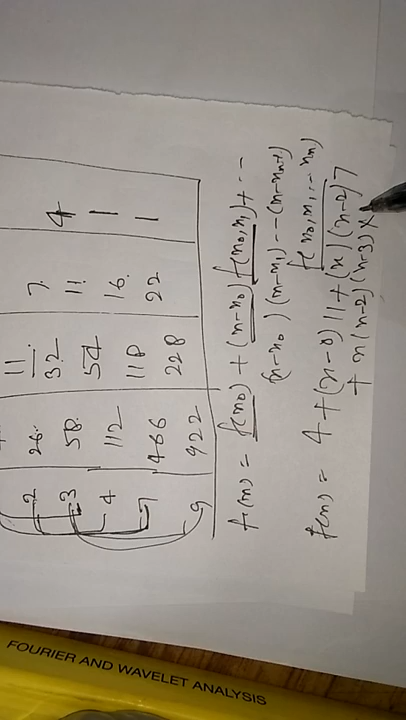 11
2 26 7
32
3 58 11
54 1
4 112 16
118 1
7 466 22
228
9 922
f(x) = f(x0) + (x-x0) f(x0,x1) + --
(x-x0) (x-x1) --- (x-xn-1)
f(x0,x1,--xn)
f(x) = 4 + (x-0) 11 + (x) (x-2) 7
+ x(x-2) (x-3) x
FOURIER AND WAVELET ANALYSIS